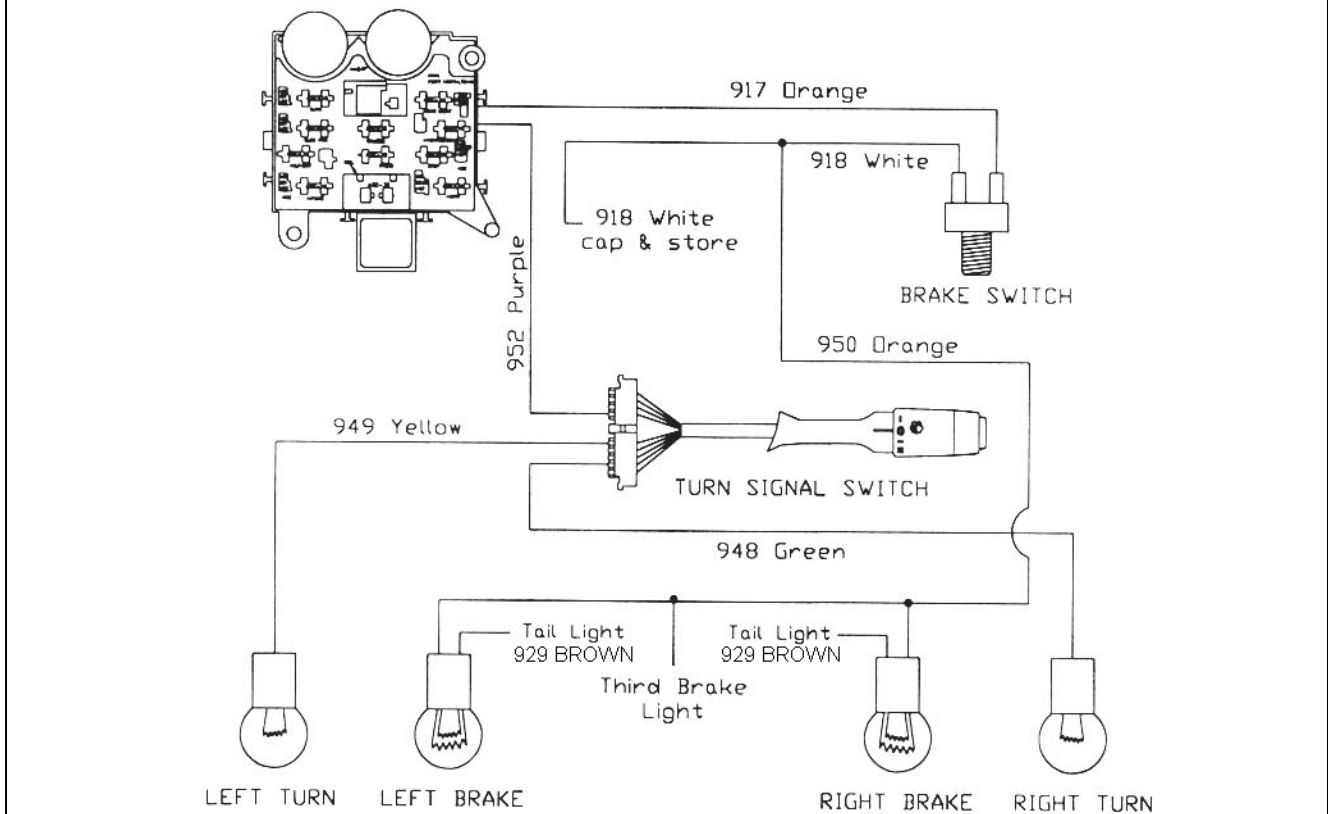 917 Orange
918 White
918 White
cap & store
BRAKE SWITCH
952 Purple
950 Orange
949 Yellow
TURN SIGNAL SWITCH
948 Green
Tail Light
929 BROWN
Tail Light
929 BROWN
Third Brake
Light
LEFT TURN
LEFT BRAKE
RIGHT BRAKE
RIGHT TURN